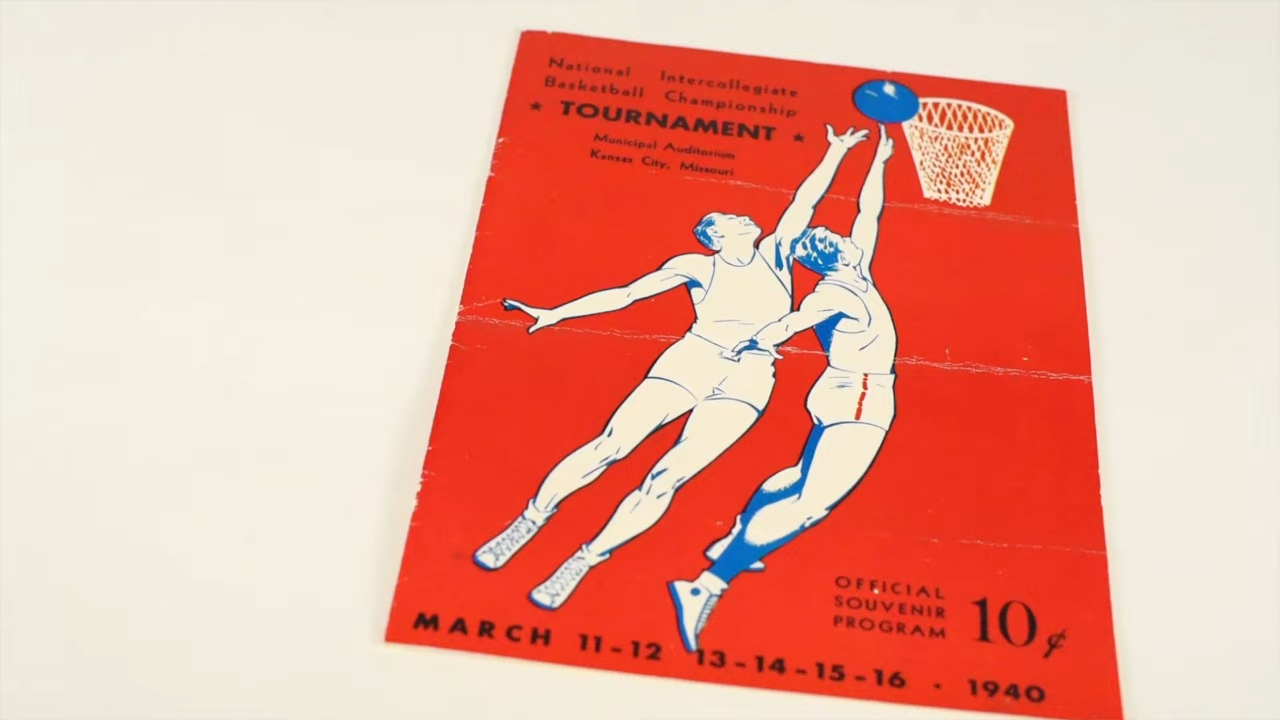 National Intercollegiate
Basketball Championship
★ TOURNAMENT ★
Municipal Auditorium
Kansas City, Missouri
OFFICIAL
SOUVENIR
PROGRAM
10¢
MARCH 11-12 13-14-15-16 · 1940